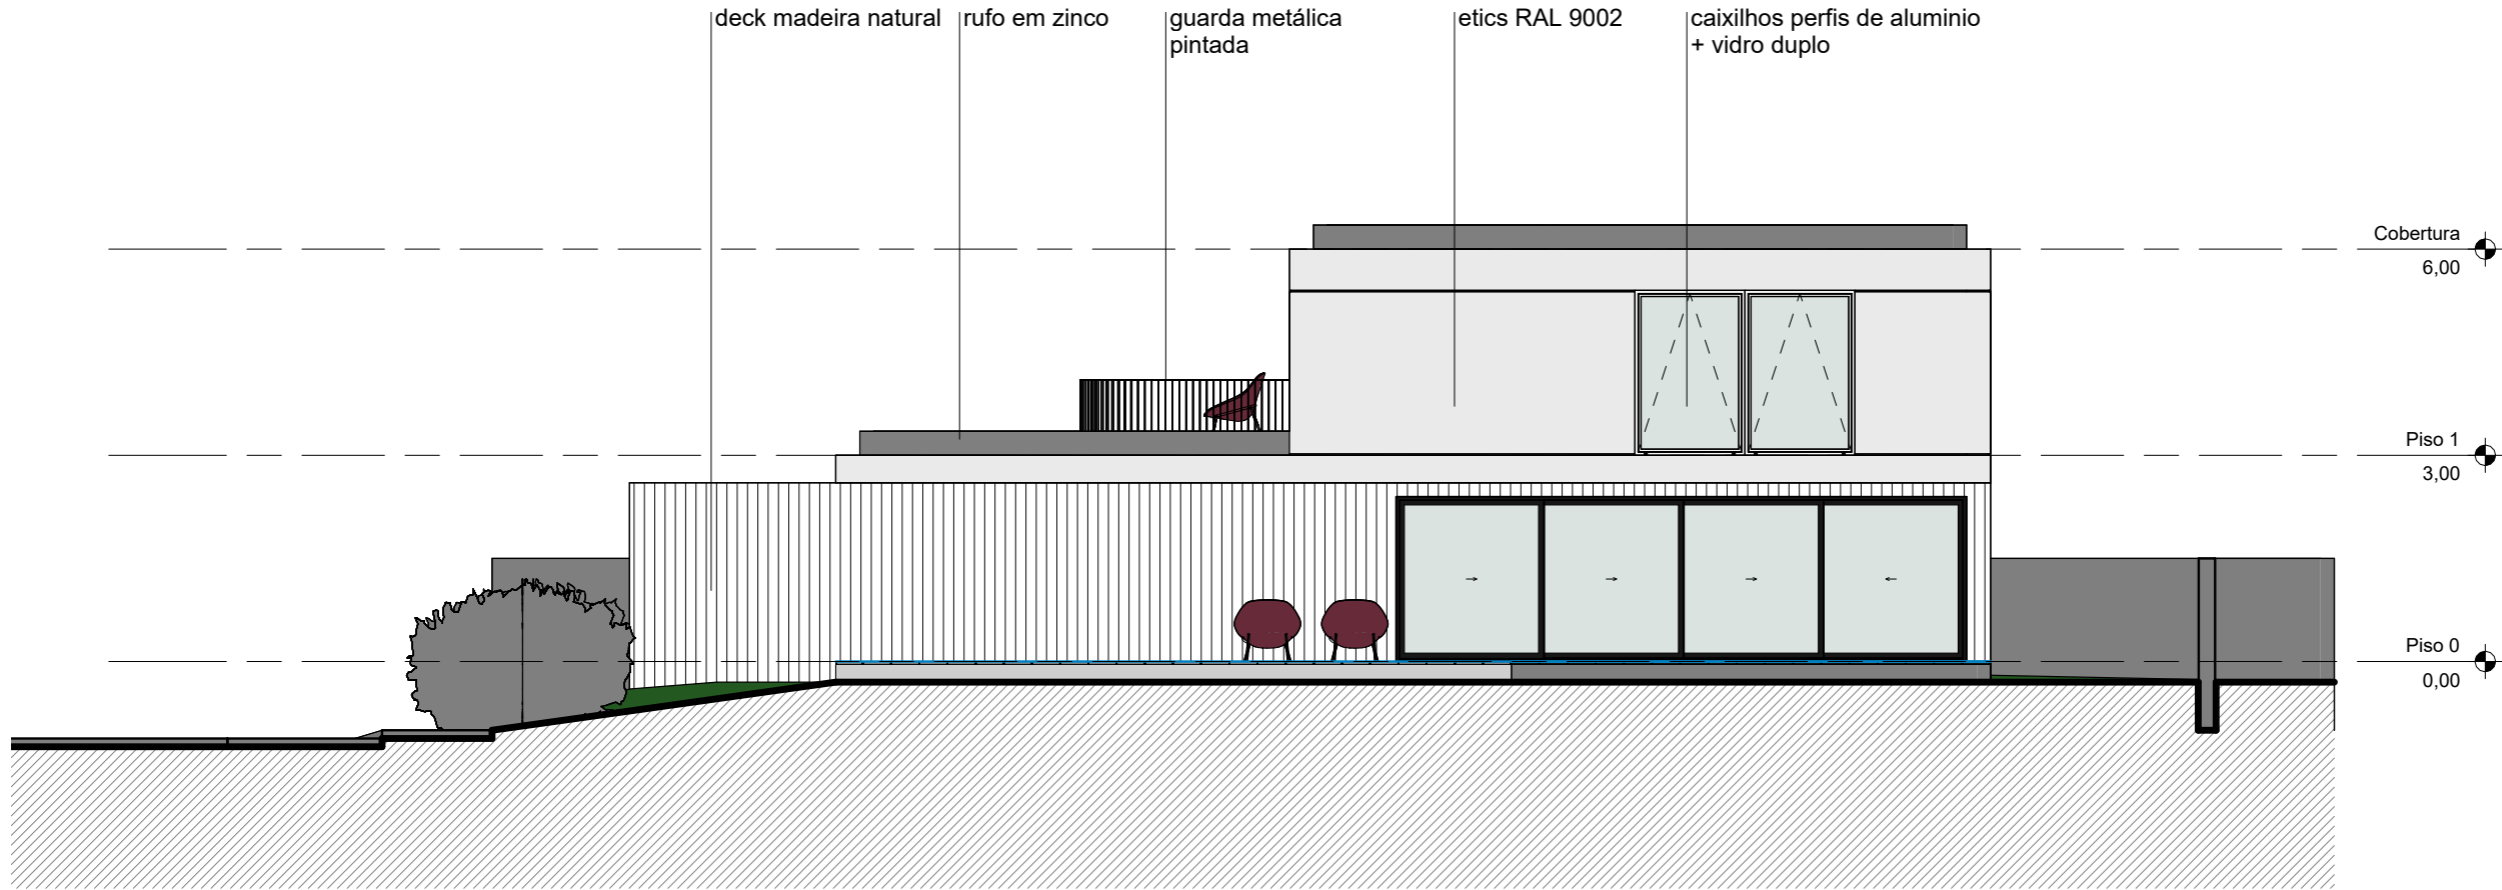 deck madeira natural
rufo em zinco
guarda metálica
pintada
etics RAL 9002
caixilhos perfis de aluminio
+ vidro duplo
Cobertura
6,00
Piso 1
3,00
Piso 0
0,00